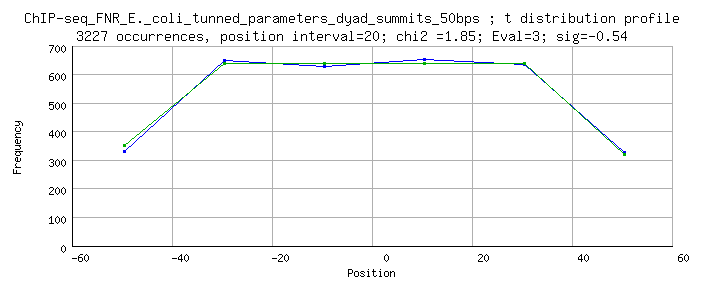 ChIP-seq_FNR_E._coli_tunned_parameters_dyad_summits_50bps ; t distribution profile
3227 occurrences, position interval=20; chi2 =1.85; Eval=3; sig=-0.54
700
600
500
400
300
200
100
0
Frequency
-60 -40 -20 0 20 40 60
Position